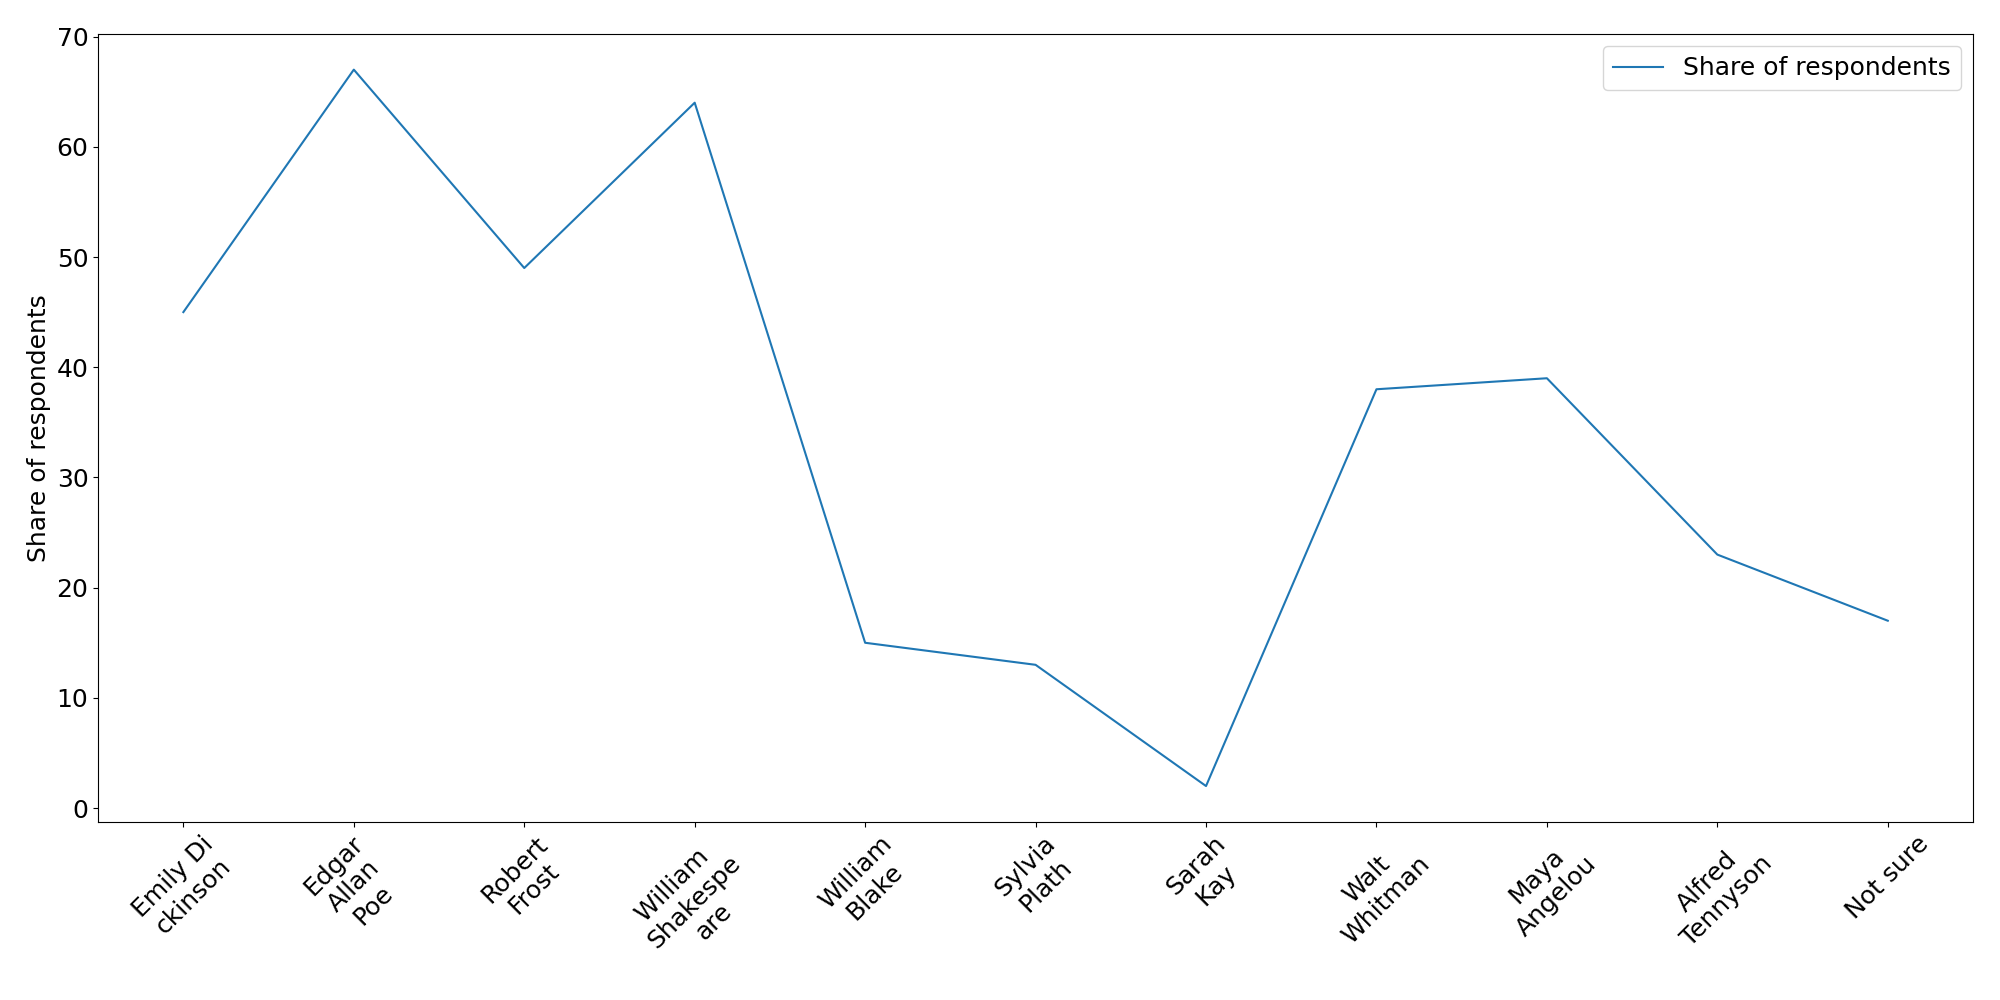 70
60
50
40
30
20
10
0
Share of respondents
Share of respondents
Emily Di
ckinson
Edgar
Allan
Poe
Robert
Frost
William
Shakespe
are
William
Blake
Sylvia
Plath
Sarah
Kay
Walt
Whitman
Maya
Angelou
Alfred
Tennyson
Not sure